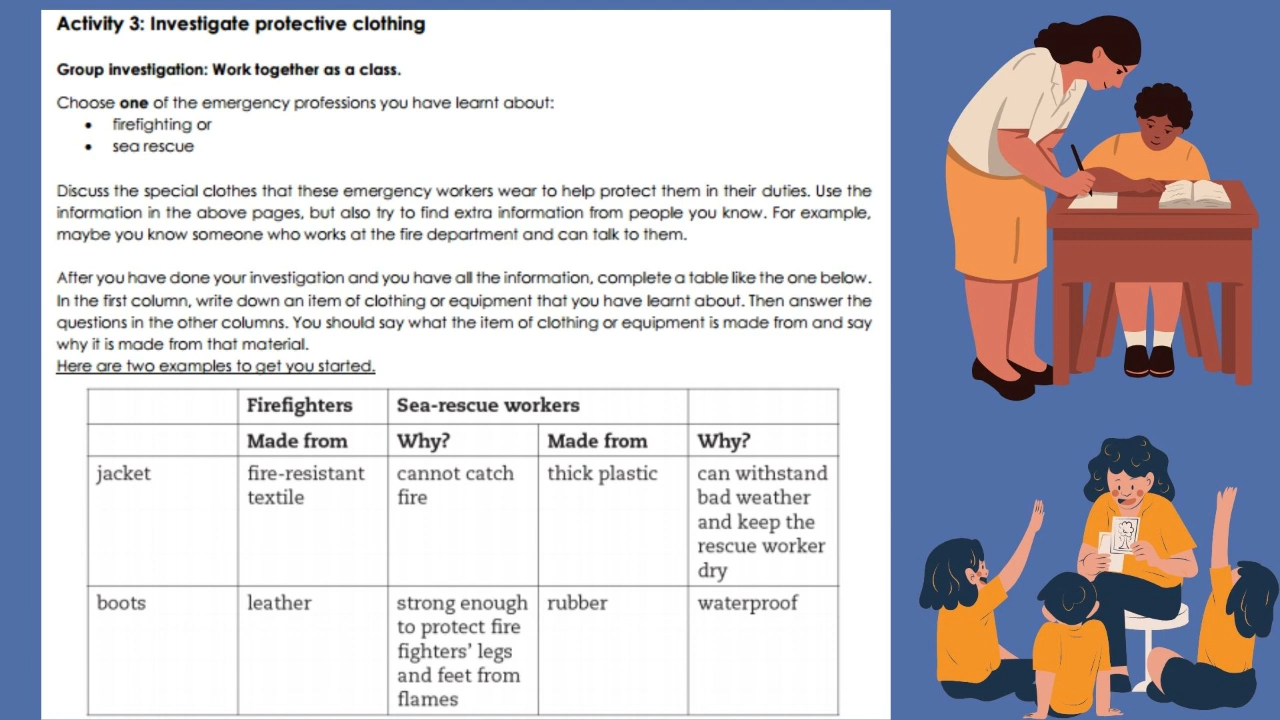 Activity 3: Investigate protective clothing
Group investigation: Work together as a class.
Choose one of the emergency professions you have learnt about:
• firefighting or
• sea rescue
Discuss the special clothes that these emergency workers wear to help protect them in their duties. Use the
information in the above pages, but also try to find extra information from people you know. For example,
maybe you know someone who works at the fire department and can talk to them.
After you have done your investigation and you have all the information, complete a table like the one below.
In the first column, write down an item of clothing or equipment that you have learnt about. Then answer the
questions in the other columns. You should say what the item of clothing or equipment is made from and say
why it is made from that material.
Here are two examples to get you started.
Firefighters Sea-rescue workers
Made from Why? Made from Why?
jacket fire-resistant cannot catch thick plastic can withstand
textile fire bad weather
and keep the
rescue worker
dry
boots leather strong enough rubber waterproof
to protect fire
fighters' legs
and feet from
flames